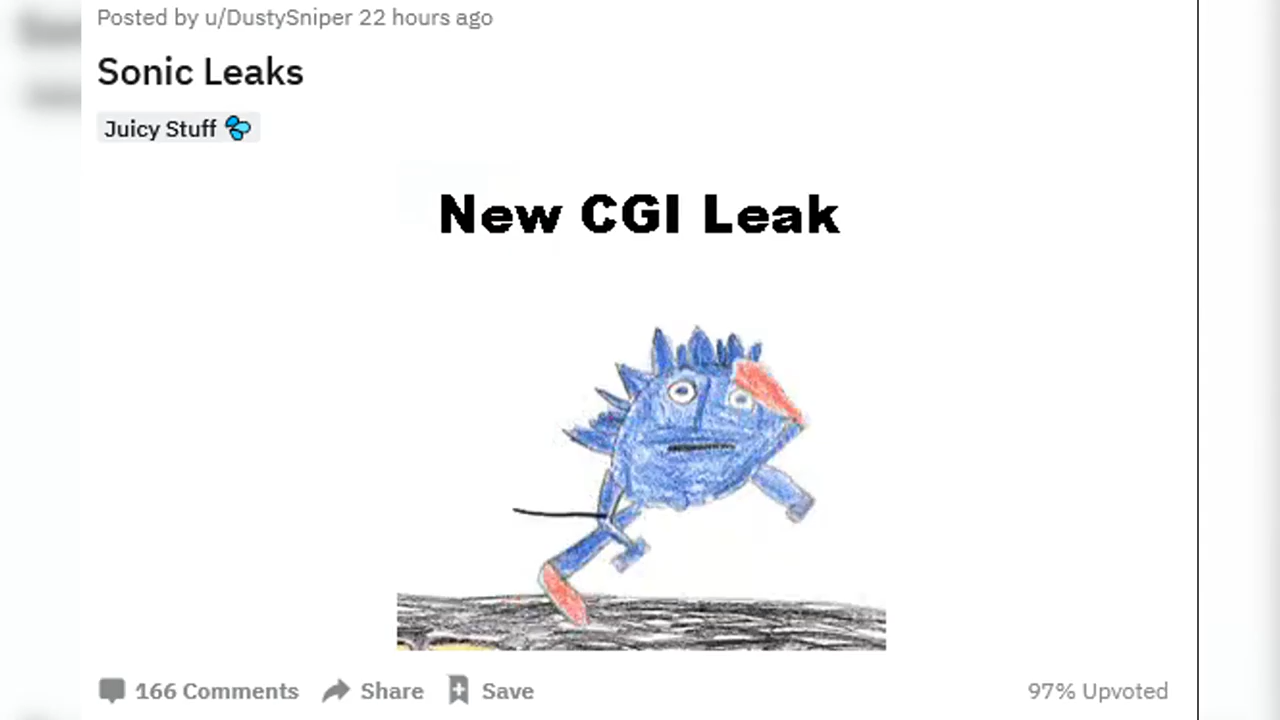 Posted by u/DustySniper 22 hours ago
Sonic Leaks
Juicy Stuff
New CGI Leak
166 Comments Share Save 97% Upvoted